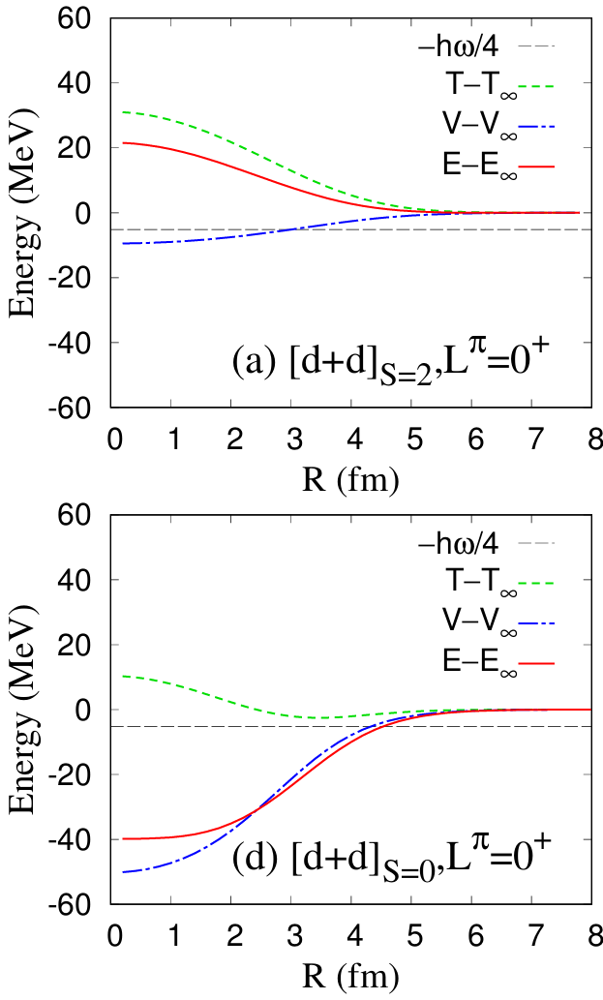 60
40
20
0
-20
-40
-60
Energy (MeV)
−hω/4
T−T∞
V−V∞
E−E∞
(a) [d+d]S=2,Lπ=0+
0 1 2 3 4 5 6 7 8
R (fm)
60
40
20
0
-20
-40
-60
Energy (MeV)
−hω/4
T−T∞
V−V∞
E−E∞
(d) [d+d]S=0,Lπ=0+
0 1 2 3 4 5 6 7 8
R (fm)